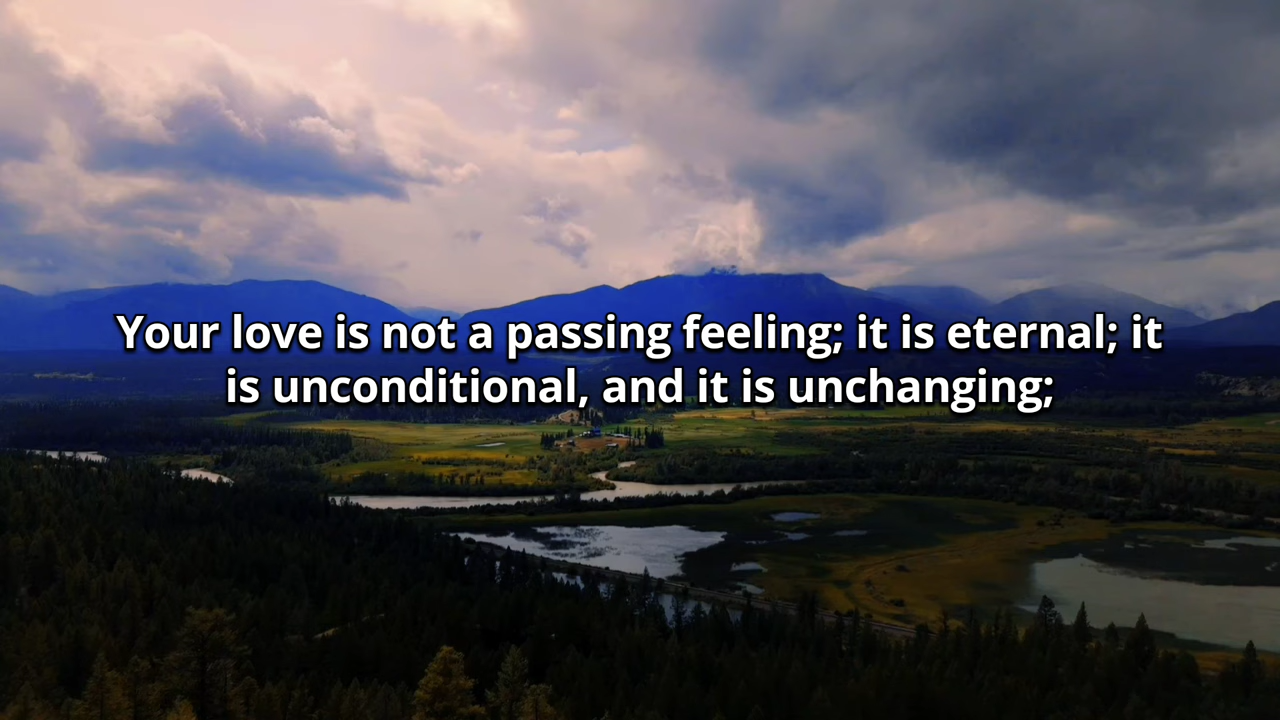 Your love is not a passing feeling; it is eternal; it
is unconditional, and it is unchanging;